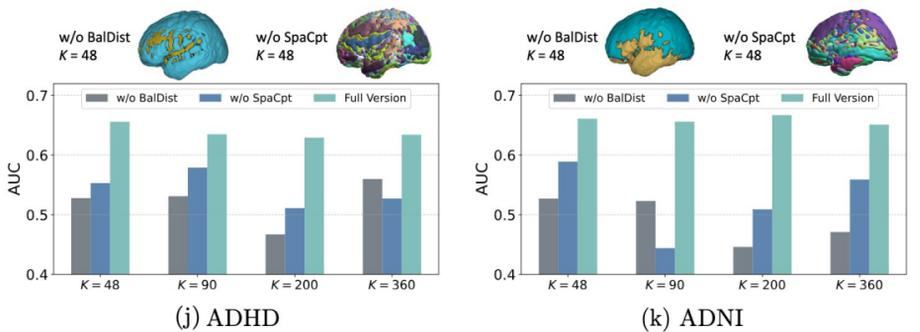 w/o BalDist
K = 48
w/o SpaCpt
K = 48
0.7
0.6
0.5
0.4
AUC
w/o BalDist w/o SpaCpt Full Version
K = 48 K = 90 K = 200 K = 360
(j) ADHD
w/o BalDist
K = 48
w/o SpaCpt
K = 48
0.7
0.6
0.5
0.4
AUC
w/o BalDist w/o SpaCpt Full Version
K = 48 K = 90 K = 200 K = 360
(k) ADNI